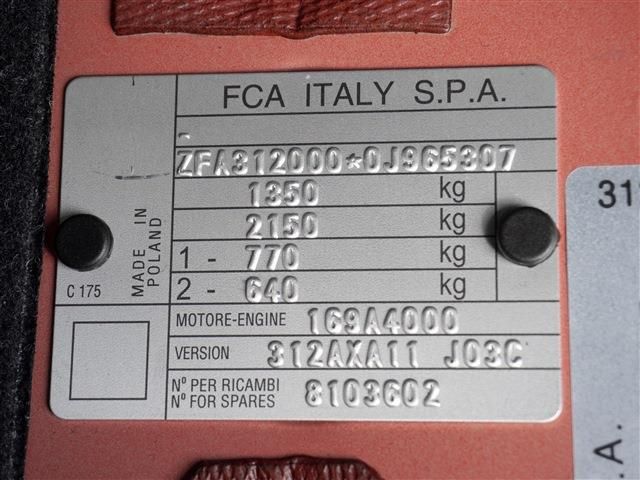 FCA ITALY S.P.A.
ZFA312000*0J965307
1350 kg
2150 kg
1 - 770 kg
2 - 640 kg
C 175
MADE IN
POLAND
MOTORE-ENGINE 169A4000
VERSION 312AXA11 J03C
Nº PER RICAMBI
Nº FOR SPARES 8103602
31
.A.